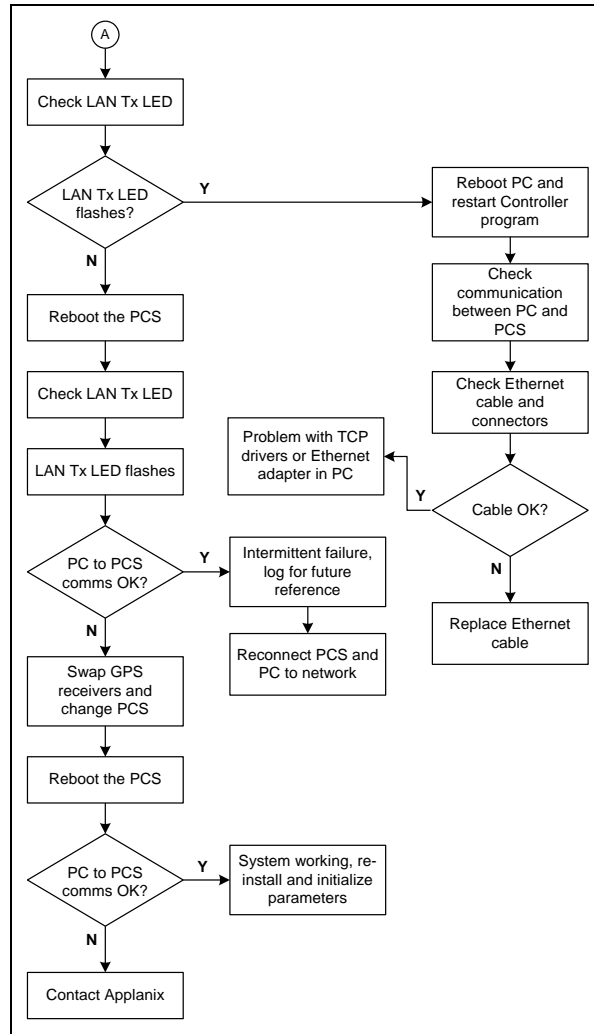 A
Check LAN Tx LED
LAN Tx LED
flashes?
Y
N
Reboot PC and
restart Controller
program
Check
communication
between PC and
PCS
Reboot the PCS
Check LAN Tx LED
Check Ethernet
cable and
connectors
LAN Tx LED flashes
Problem with TCP
drivers or Ethernet
adapter in PC
Y
Cable OK?
N
Replace Ethernet
cable
PC to PCS
comms OK?
Y
N
Intermittent failure,
log for future
reference
Reconnect PCS and
PC to network
Swap GPS
receivers and
change PCS
Reboot the PCS
PC to PCS
comms OK?
Y
N
System working, re-
install and initialize
parameters
Contact Applanix